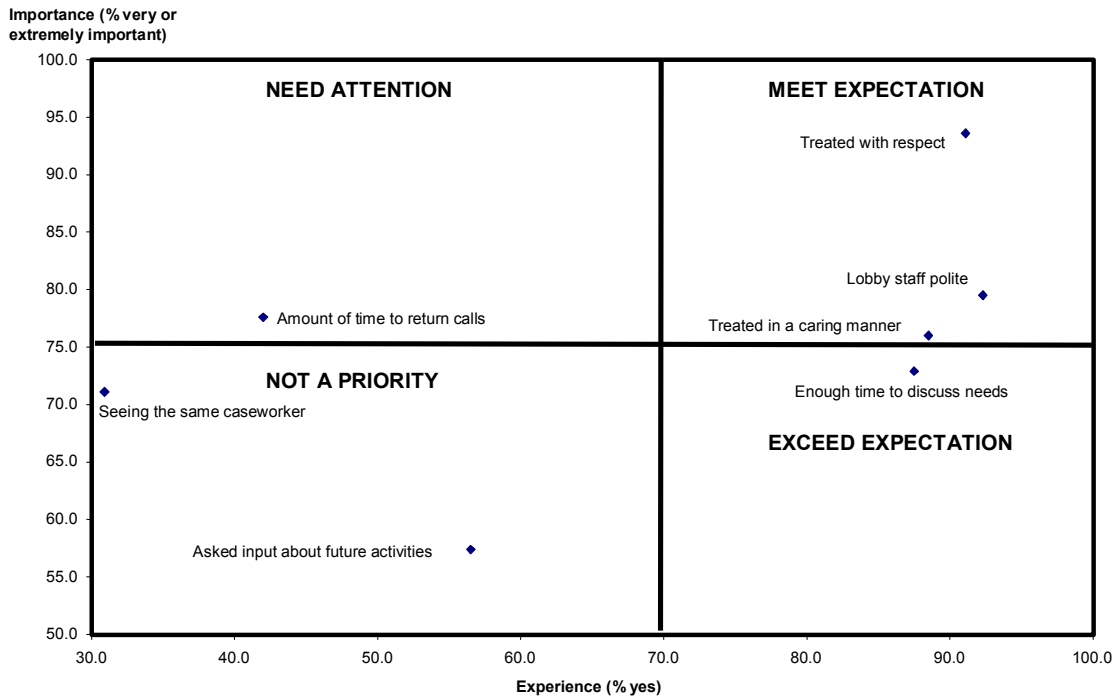 Importance (% very or
extremely important)
100.0
NEED ATTENTION
MEET EXPECTATION
95.0
Treated with respect
90.0
85.0
80.0
Lobby staff polite
Amount of time to return calls
Treated in a caring manner
75.0
NOT A PRIORITY
Enough time to discuss needs
70.0
Seeing the same caseworker
EXCEED EXPECTATION
65.0
60.0
Asked input about future activities
55.0
50.0
30.0 40.0 50.0 60.0 70.0 80.0 90.0 100.0
Experience (% yes)